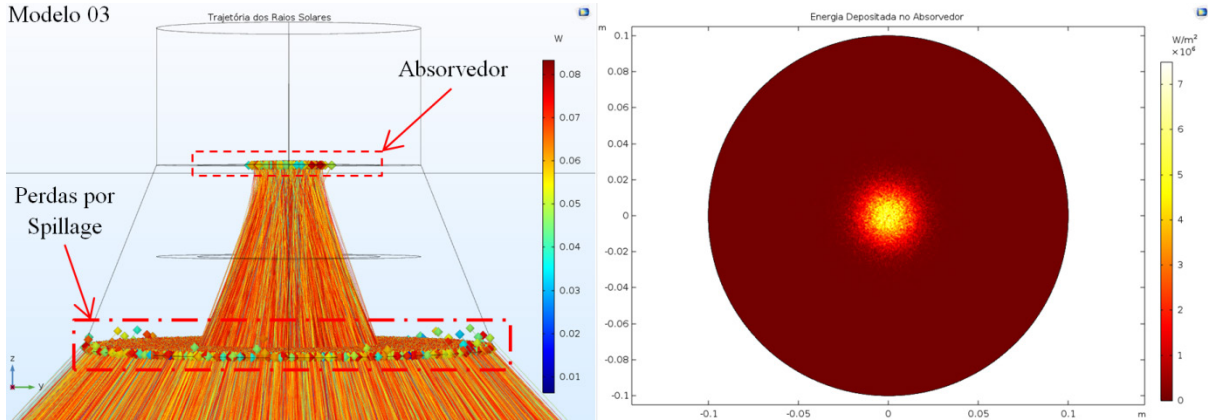 Modelo 03
Trajetória dos Raios Solares
W
0.08
0.07
0.06
0.05
0.04
0.03
0.02
0.01
Absorvedor
Perdas por
Spillage
z
y
Energia Depositada no Absorvedor
m
0.1
0.08
0.06
0.04
0.02
0
-0.02
-0.04
-0.06
-0.08
-0.1
-0.1
-0.05
0
0.05
0.1
m
W/m²
×10⁶
7
6
5
4
3
2
1
0